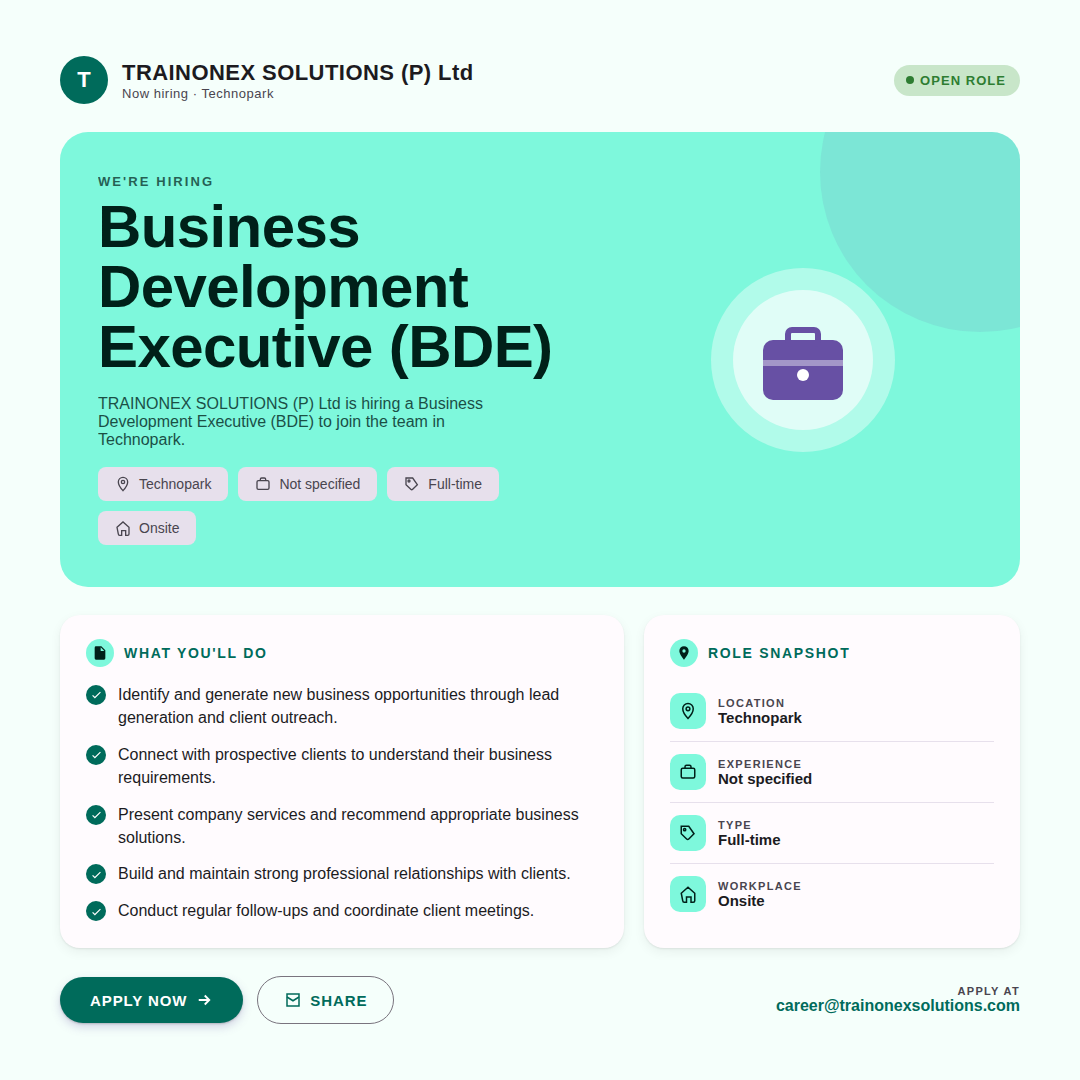 T
TRAINONEX SOLUTIONS (P) Ltd
Now hiring · Technopark
OPEN ROLE
WE'RE HIRING
Business
Development
Executive (BDE)
TRAINONEX SOLUTIONS (P) Ltd is hiring a Business
Development Executive (BDE) to join the team in
Technopark.
Technopark
Not specified
Full-time
Onsite
WHAT YOU'LL DO
Identify and generate new business opportunities through lead
generation and client outreach.
Connect with prospective clients to understand their business
requirements.
Present company services and recommend appropriate business
solutions.
Build and maintain strong professional relationships with clients.
Conduct regular follow-ups and coordinate client meetings.
ROLE SNAPSHOT
LOCATION
Technopark
EXPERIENCE
Not specified
TYPE
Full-time
WORKPLACE
Onsite
APPLY NOW →
SHARE
APPLY AT
career@trainonexsolutions.com